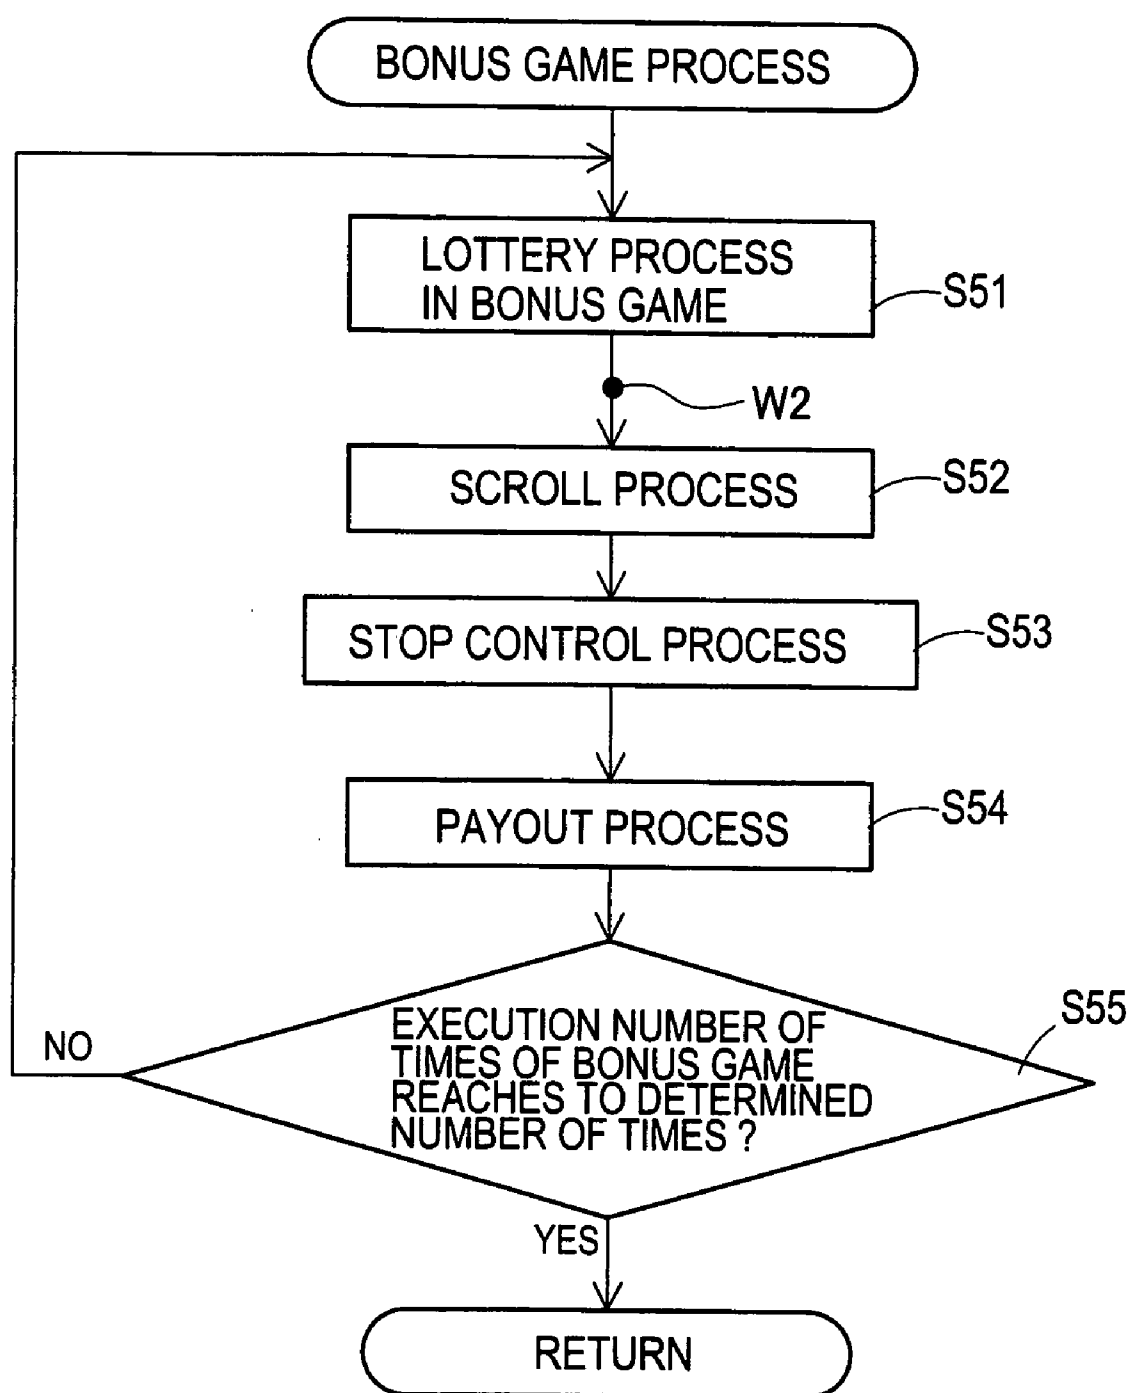 BONUS GAME PROCESS
LOTTERY PROCESS
IN BONUS GAME
S51
W2
SCROLL PROCESS
S52
STOP CONTROL PROCESS
S53
PAYOUT PROCESS
S54
S55
EXECUTION NUMBER OF
TIMES OF BONUS GAME
REACHES TO DETERMINED
NUMBER OF TIMES ?
NO
YES
RETURN